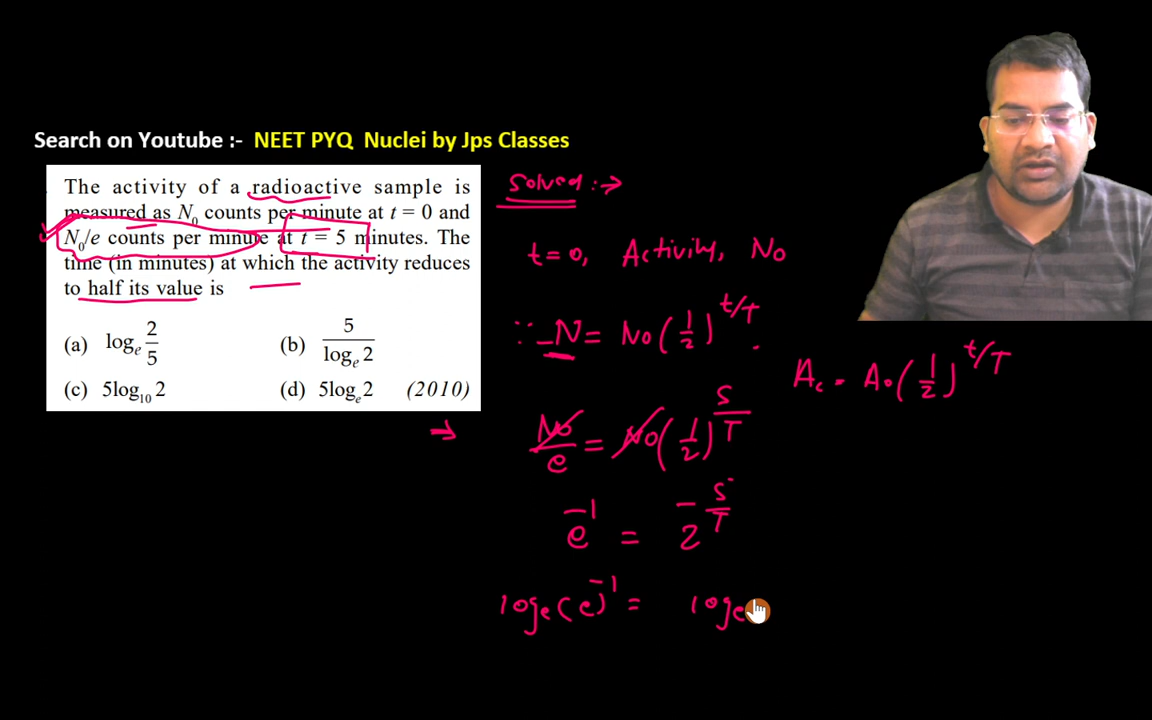 Search on Youtube :- NEET PYQ Nuclei by Jps Classes
The activity of a radioactive sample is
measured as N₀ counts per minute at t = 0 and
N₀/e counts per minute at t = 5 minutes. The
time (in minutes) at which the activity reduces
to half its value is
(a) logₑ 2/5 (b) 5/logₑ 2
(c) 5log₁₀ 2 (d) 5logₑ2 (2010)
Solved :→
t=0, Activity, No
∵ N = No(1/2)^t/T
Ac = Ao(1/2)^t/T
→ No/e = No(1/2)^5/T
e^-1 = 2^-5/T
loge(e)^-1 = loge